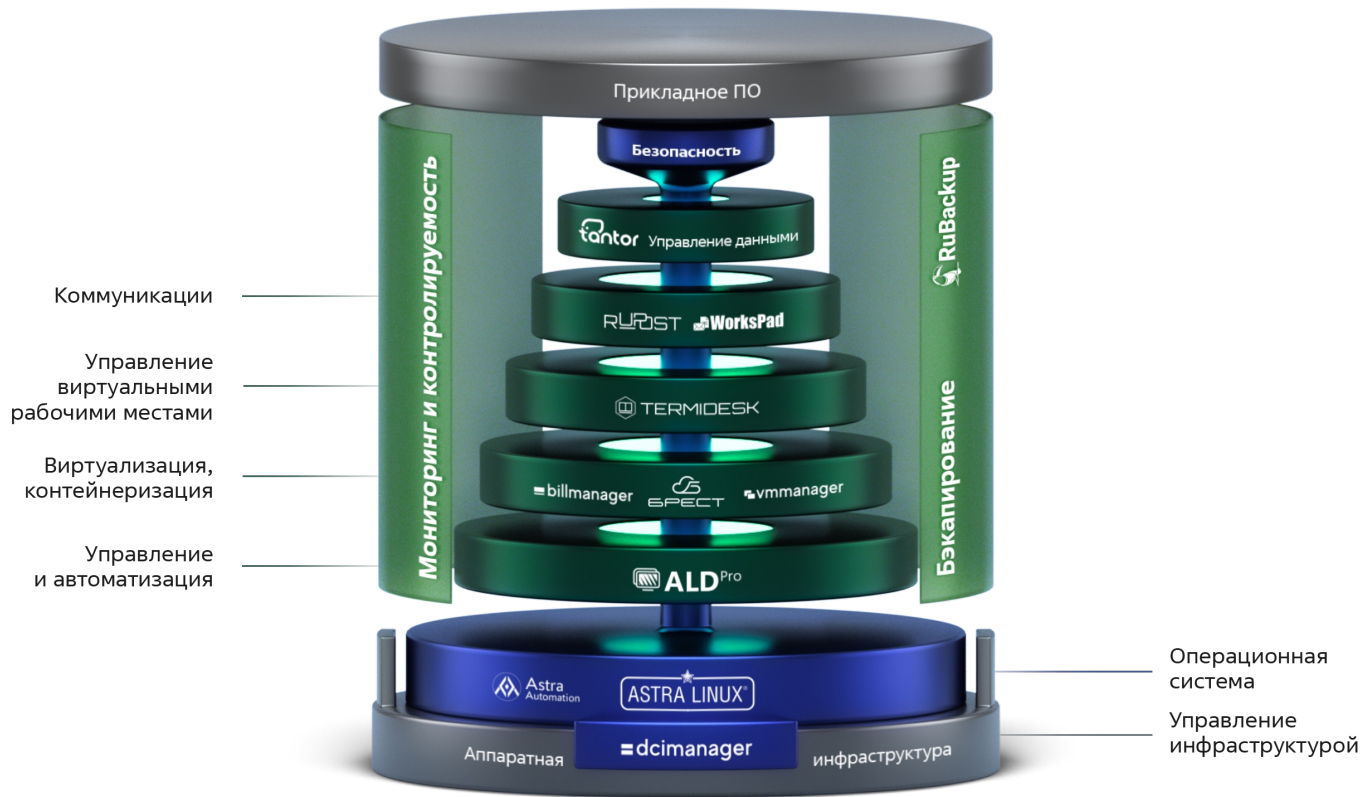 Прикладное ПО
Безопасность
tantor Управление данными
Коммуникации
RUPOST WorksPad
Управление
виртуальными
рабочими местами
TERMIDESK
Виртуализация,
контейнеризация
billmanager БРЕСТ vmmanager
Управление
и автоматизация
ALD Pro
Мониторинг и контролируемость
RuBackup
Бэкапирование
Astra
Automation
ASTRA LINUX®
Операционная
система
Аппаратная
dcimanager
инфраструктура
Управление
инфраструктурой